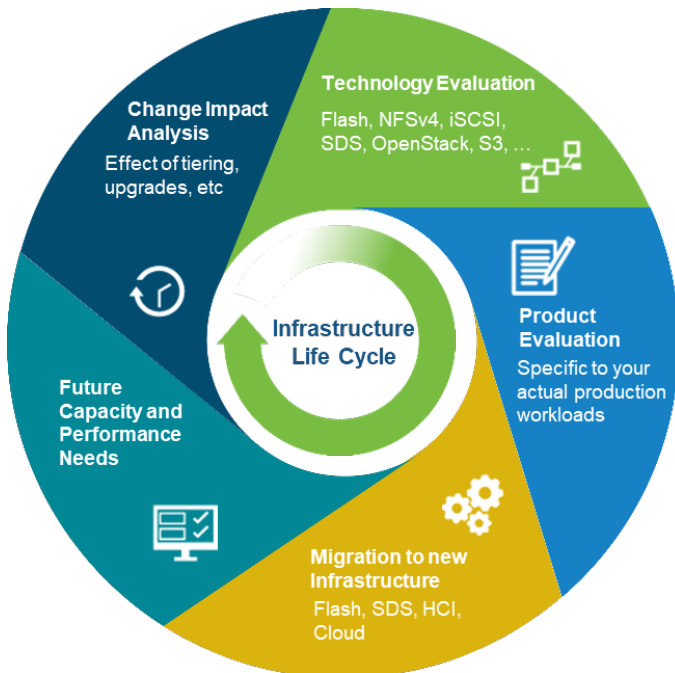 Technology Evaluation
Flash, NFSv4, iSCSI,
SDS, OpenStack, S3, ...
Product
Evaluation
Specific to your
actual production
workloads
Migration to new
Infrastructure
Flash, SDS, HCI,
Cloud
Future
Capacity and
Performance
Needs
Change Impact
Analysis
Effect of tiering,
upgrades, etc
Infrastructure
Life Cycle